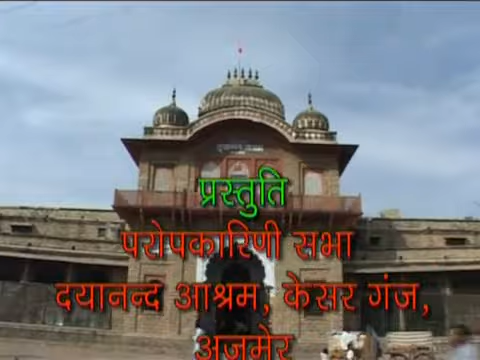 प्रस्तुति
परोपकारिणी सभा
दयानन्द आश्रम, केसर गंज,
अजमेर